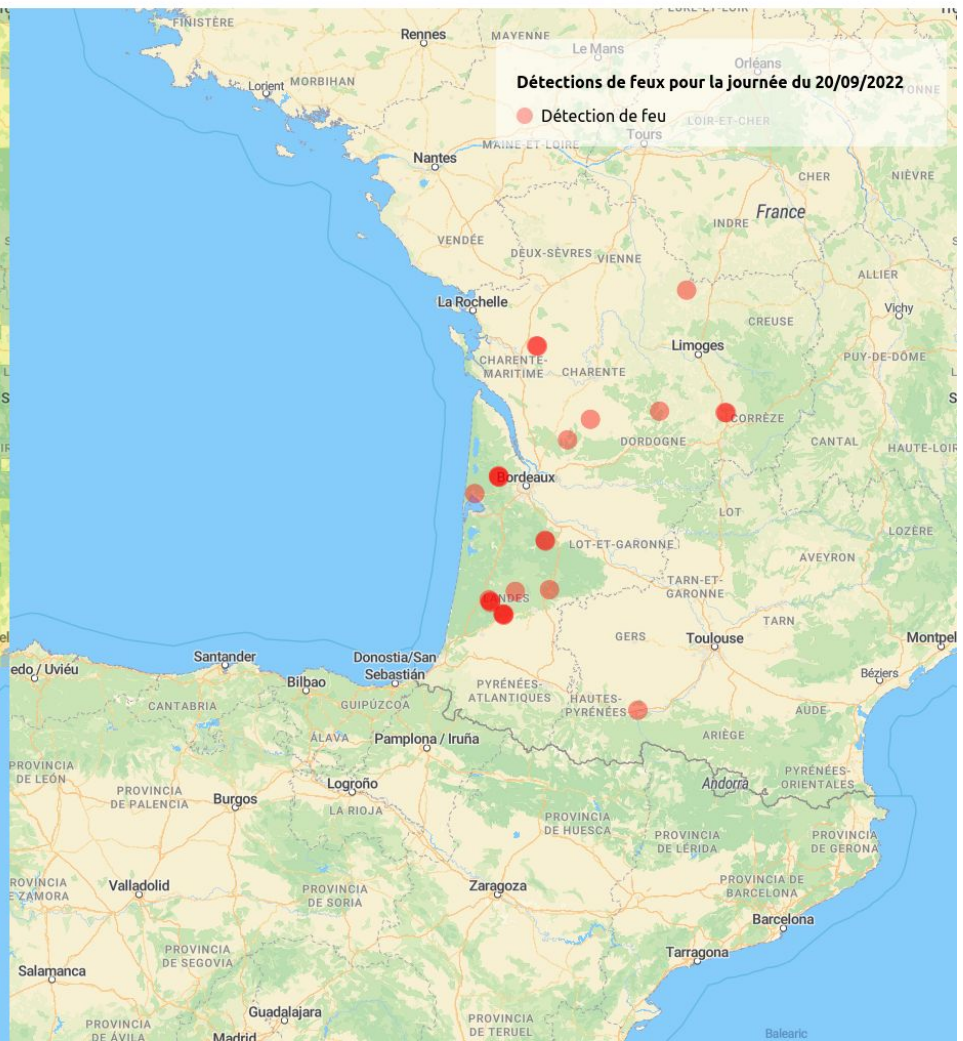 FINISTÈRE
Rennes
MAYENNE
Le Mans
Orléans
Détections de feux pour la journée du 20/09/2022
Détection de feu
Lorient
MORBIHAN
LOIR-ET-CHER
Tours
MAINE-ET-LOIRE
Nantes
CHER
NIÈVRE
France
INDRE
VENDÉE
DEUX-SÈVRES
VIENNE
ALLIER
La Rochelle
Vichy
CREUSE
Limoges
CHARENTE-
MARITIME
CHARENTE
PUY-DE-DÔME
CORRÈZE
DORDOGNE
CANTAL
HAUTE-LOIR
Bordeaux
LOT
LOT-ET-GARONNE
LOZÈRE
AVEYRON
TARN-ET-
GARONNE
LANDES
TARN
GERS
Toulouse
Montpel
Santander
edo / Uviéu
Donostia/San
Sebastián
Bilbao
Béziers
CANTABRIA
GUIPÚZCOA
PYRÉNÉES-
ATLANTIQUES
HAUTES-
PYRÉNÉES
AUDE
ÁLAVA
Pamplona / Iruña
ARIÈGE
PROVINCIA
DE LEÓN
PROVINCIA
DE PALENCIA
Burgos
Logroño
LA RIOJA
Andorra
PYRÉNÉES-
ORIENTALES
PROVINCIA
DE HUESCA
PROVINCIA
DE LÉRIDA
PROVINCIA
DE GERONA
ROVINCIA
E ZAMORA
Valladolid
PROVINCIA
DE SORIA
Zaragoza
PROVINCIA DE
BARCELONA
Barcelona
PROVINCIA
DE SEGOVIA
Tarragona
Salamanca
Guadalajara
PROVINCIA
DE ÁVILA
Madrid
PROVINCIA
DE TERUEL
Balearic